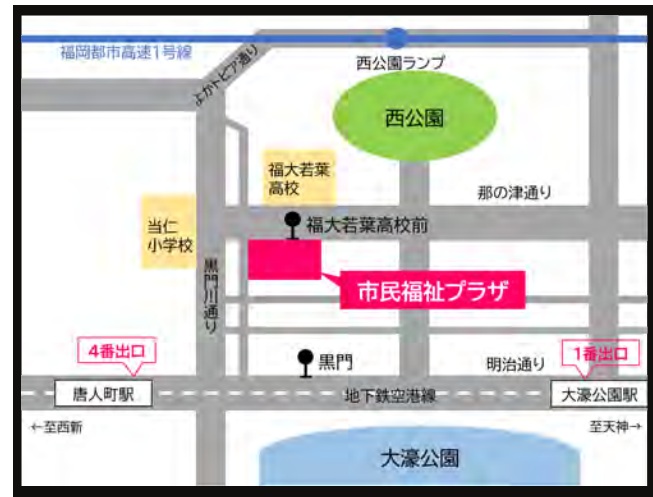 福岡都市高速1号線
よかトピア通り
西公園ランプ
西公園
福大若葉
高校
那の津通り
当仁
小学校
福大若葉高校前
黒門川通り
市民福祉プラザ
4番出口
黒門
明治通り
1番出口
唐人町駅
地下鉄空港線
大濠公園駅
←至西新
至天神→
大濠公園